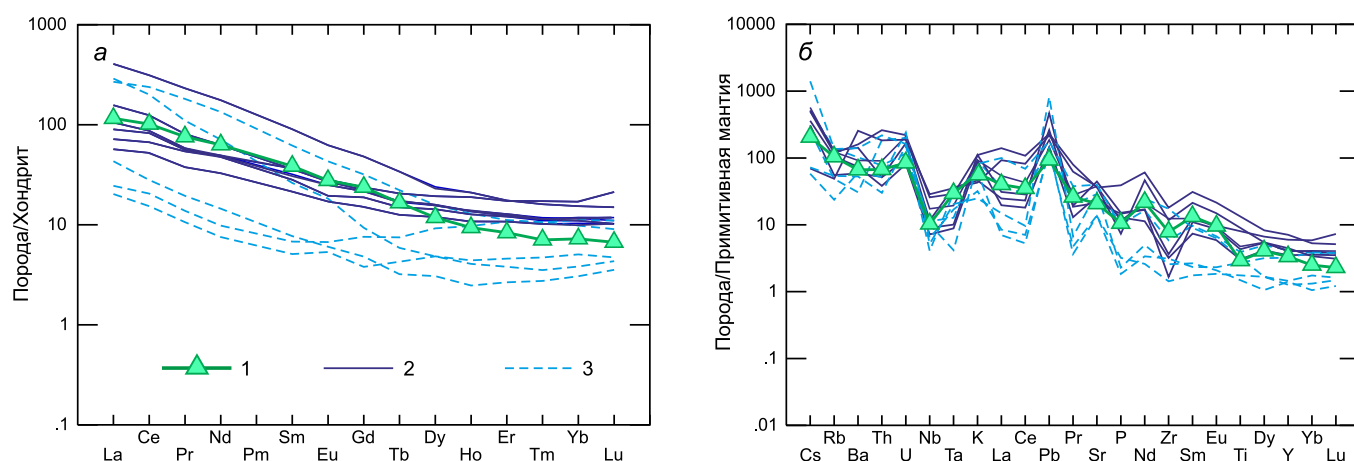 1000
100
10
1
.1
Порода/Хондрит
а
1
2
3
Ce Nd Sm Gd Dy Er Yb
La Pr Pm Eu Tb Ho Tm Lu
10000
1000
100
10
1
.1
.01
Порода/Примитивная мантия
б
Rb Th Nb K Ce Pr P Zr Eu Dy Yb
Cs Ba U Ta La Pb Sr Nd Sm Ti Y Lu